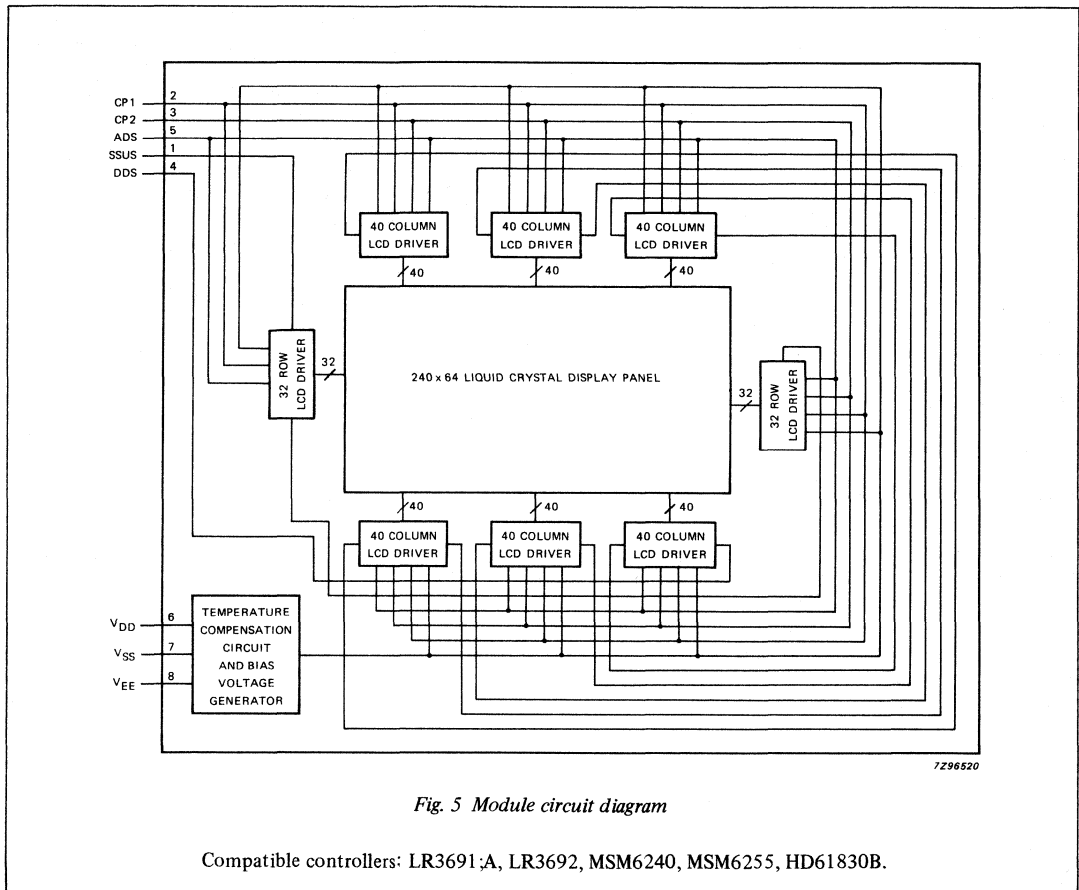 CP1 2
CP2 3
ADS 5
SSUS 1
DDS 4
40 COLUMN
LCD DRIVER
40 COLUMN
LCD DRIVER
40 COLUMN
LCD DRIVER
40
40
40
32 ROW
LCD DRIVER
32
240 x 64 LIQUID CRYSTAL DISPLAY PANEL
32
32 ROW
LCD DRIVER
40
40
40
40 COLUMN
LCD DRIVER
40 COLUMN
LCD DRIVER
40 COLUMN
LCD DRIVER
VDD 6
VSS 7
VEE 8
TEMPERATURE
COMPENSATION
CIRCUIT
AND BIAS
VOLTAGE
GENERATOR
7Z96520
Fig. 5 Module circuit diagram
Compatible controllers: LR3691;A, LR3692, MSM6240, MSM6255, HD61830B.